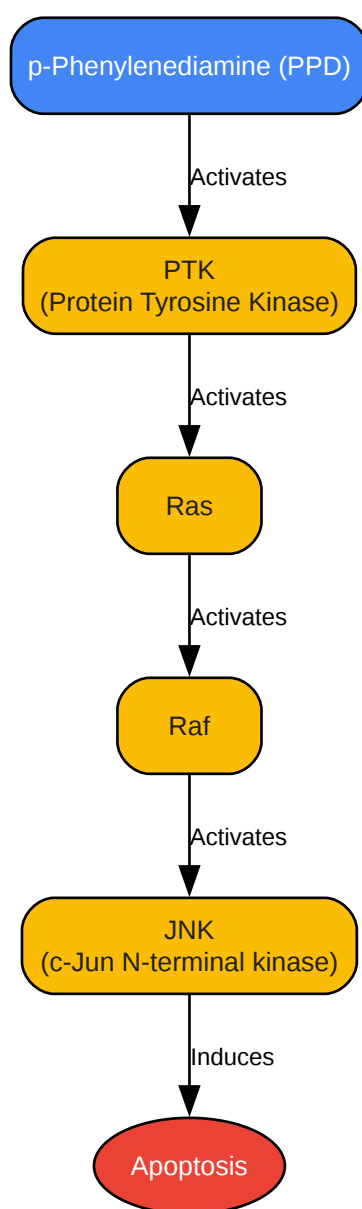 p-Phenylenediamine (PPD)
Activates
PTK
(Protein Tyrosine Kinase)
Activates
Ras
Activates
Raf
Activates
JNK
(c-Jun N-terminal kinase)
Induces
Apoptosis